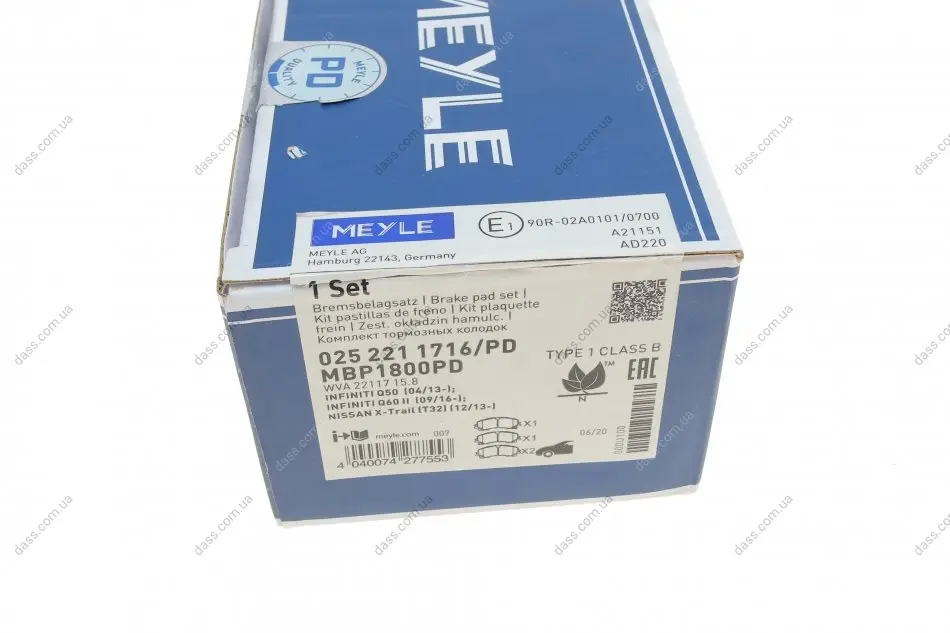 MEYLE
MEYLE
PD
QUALITY
MEYLE
MEYLE AG
Hamburg 22143, Germany
E1 90R-02A0101/0700
A21151
AD220
1 Set
Bremsbelagsatz | Brake pad set |
Kit pastillas de freno | Kit plaquette
frein | Zest. okładzin hamulc. |
Комплект тормозных колодок
025 221 1716/PD
MBP1800PD
WVA 22117 15.8
INFINITI Q50 (04/13-);
INFINITI Q60 II (09/16-);
NISSAN X-Trail (T32) (12/13-)
meyle.com 007
4 040074 277553
X1
X1
X2
TYPE 1 CLASS B
TM
N
EAC
06/20
0003100
dass.com.ua